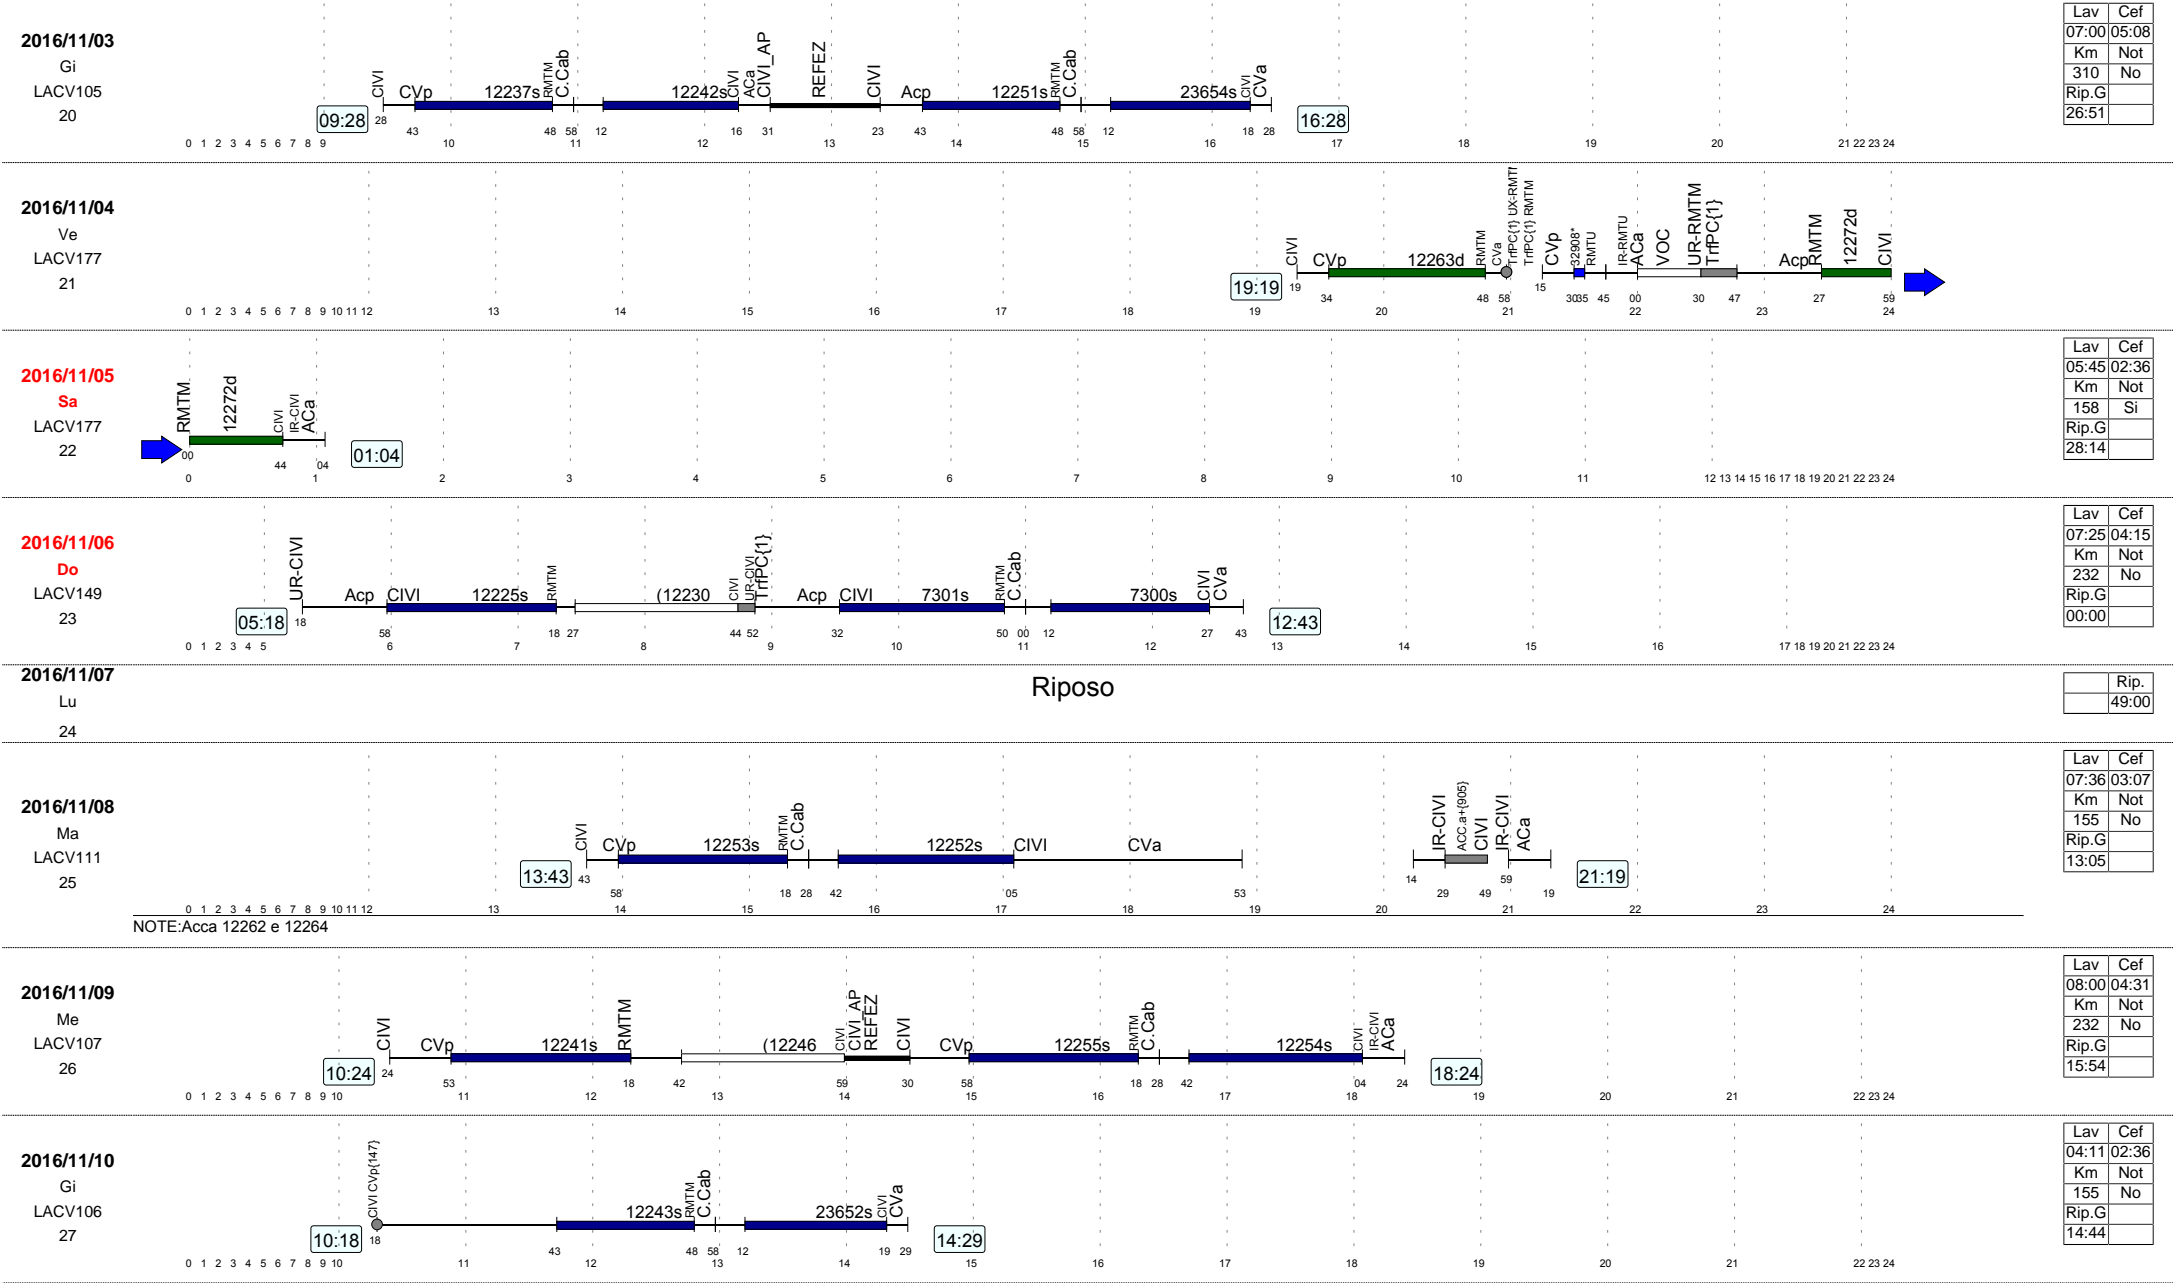 2016/11/03
Gi
LACV105
20
09:28
CIVI CVp 12237s RMTM C.Cab 12242s CIVI ACa CIVI_AP REFEZ CIVI Acp 12251s RMTM C.Cab 23654s CIVI CVa
16:28
28 43 48 58 12 16 31 23 43 48 58 12 18 28
0 1 2 3 4 5 6 7 8 9 10 11 12 13 14 15 16 17 18 19 20 21 22 23 24
Lav Cef
07:00 05:08
Km Not
310 No
Rip.G
26:51
2016/11/04
Ve
LACV177
21
19:19
CIVI CVp 12263d RMTM CVa TrfPC{1} UX-RMTM TrfPC{1} RMTM CVp 32908* RMTU IR-RMTU ACa VOC UR-RMTM TrfPC{1} Acp RMTM 12272d CIVI
19 34 48 58 15 30 35 45 00 30 47 27 59
0 1 2 3 4 5 6 7 8 9 10 11 12 13 14 15 16 17 18 19 20 21 22 23 24
2016/11/05
Sa
LACV177
22
RMTM 12272d CIVI IR-CIVI ACa
01:04
00 44 04
0 1 2 3 4 5 6 7 8 9 10 11 12 13 14 15 16 17 18 19 20 21 22 23 24
Lav Cef
05:45 02:36
Km Not
158 Si
Rip.G
28:14
2016/11/06
Do
LACV149
23
05:18
UR-CIVI Acp CIVI 12225s RMTM (12230 CIVI UR-CIVI TrfPC{1} Acp CIVI 7301s RMTM C.Cab 7300s CIVI CVa
12:43
18 58 18 27 44 52 32 50 00 12 27 43
0 1 2 3 4 5 6 7 8 9 10 11 12 13 14 15 16 17 18 19 20 21 22 23 24
Lav Cef
07:25 04:15
Km Not
232 No
Rip.G
00:00
2016/11/07
Lu
24
Riposo
Rip.
49:00
2016/11/08
Ma
LACV111
25
13:43
CIVI CVp 12253s RMTM C.Cab 12252s CIVI CVa IR-CIVI ACC.a+{905} CIVI IR-CIVI ACa
21:19
43 58 18 28 42 05 53 14 29 49 59 19
0 1 2 3 4 5 6 7 8 9 10 11 12 13 14 15 16 17 18 19 20 21 22 23 24
NOTE:Acca 12262 e 12264
Lav Cef
07:36 03:07
Km Not
155 No
Rip.G
13:05
2016/11/09
Me
LACV107
26
10:24
CIVI CVp 12241s RMTM (12246 CIVI CIVI_AP REFEZ CIVI CVp 12255s RMTM C.Cab 12254s CIVI IR-CIVI ACa
18:24
24 53 18 42 59 30 58 18 28 42 04 24
0 1 2 3 4 5 6 7 8 9 10 11 12 13 14 15 16 17 18 19 20 21 22 23 24
Lav Cef
08:00 04:31
Km Not
232 No
Rip.G
15:54
2016/11/10
Gi
LACV106
27
10:18
CIVI CVp{147} 12243s RMTM C.Cab 23652s CIVI CVa
14:29
18 43 48 58 12 19 29
0 1 2 3 4 5 6 7 8 9 10 11 12 13 14 15 16 17 18 19 20 21 22 23 24
Lav Cef
04:11 02:36
Km Not
155 No
Rip.G
14:44